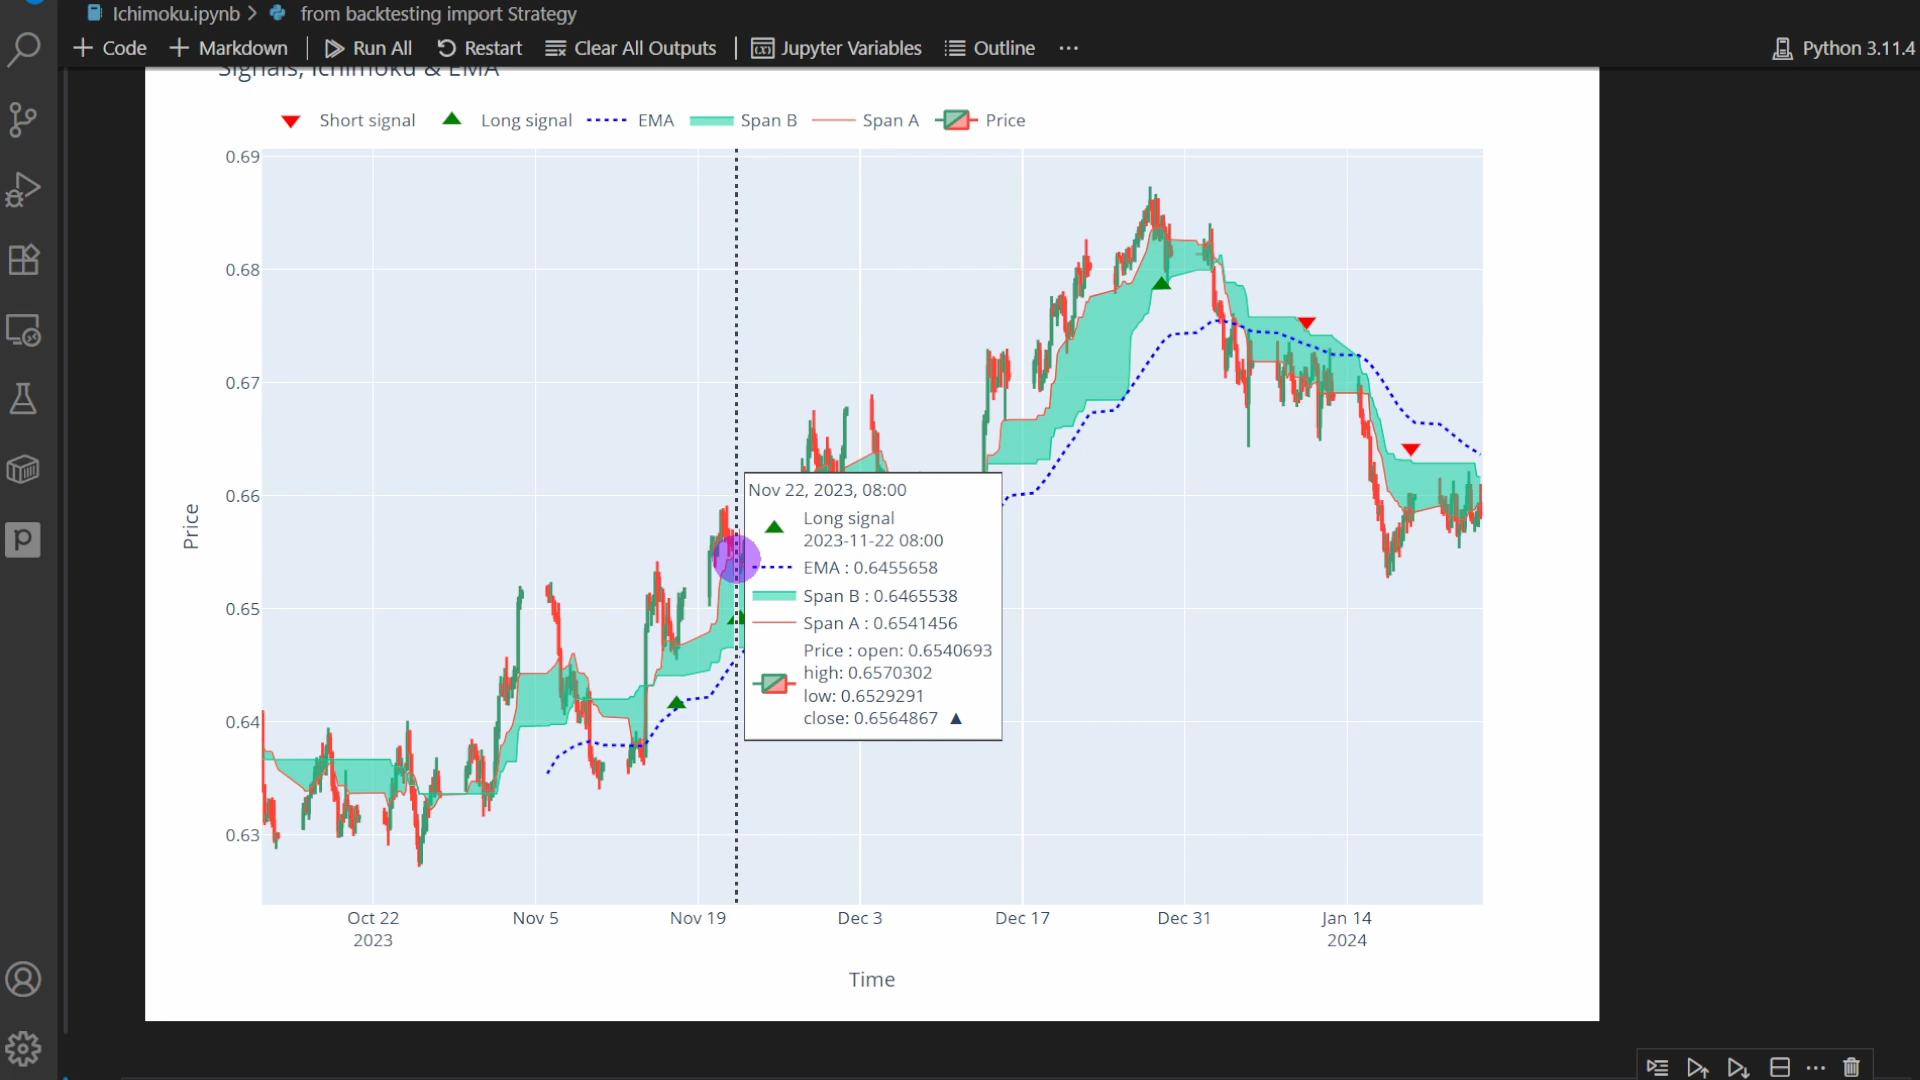 Ichimoku.ipynb > from backtesting import Strategy
+ Code + Markdown Run All Restart Clear All Outputs Jupyter Variables Outline ··· Python 3.11.4
Signals, Ichimoku & EMA
Short signal Long signal EMA Span B Span A Price
0.69
0.68
0.67
0.66
0.65
0.64
0.63
Price
Nov 22, 2023, 08:00
Long signal
2023-11-22 08:00
EMA : 0.6455658
Span B : 0.6465538
Span A : 0.6541456
Price : open: 0.6540693
high: 0.6570302
low: 0.6529291
close: 0.6564867 ▲
Oct 22 Nov 5 Nov 19 Dec 3 Dec 17 Dec 31 Jan 14
2023 2024
Time